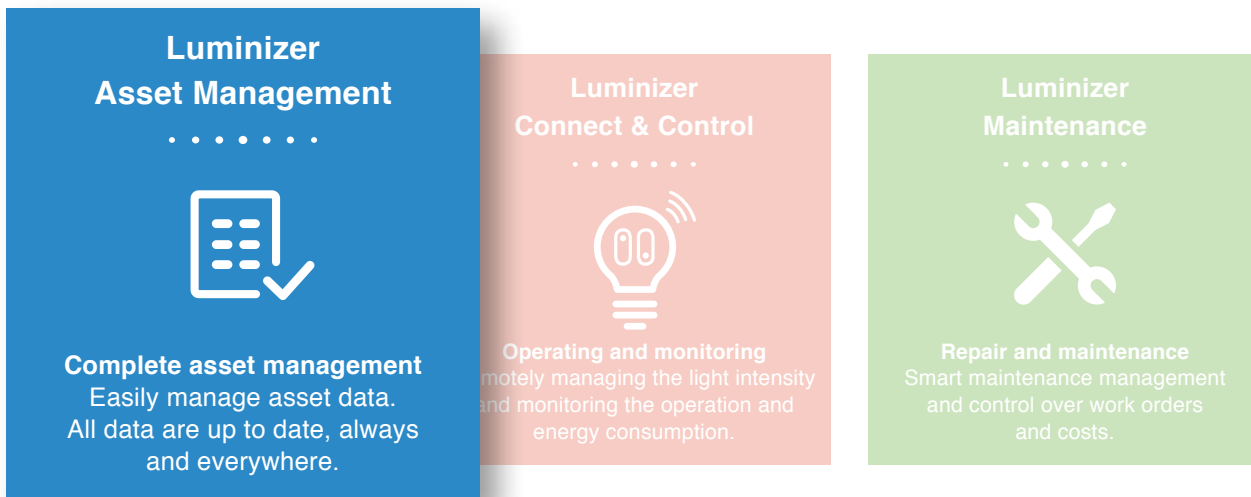 Luminizer
Asset Management
Complete asset management
Easily manage asset data.
All data are up to date, always
and everywhere.
Luminizer
Connect & Control
Operating and monitoring
managing the light intensity
monitoring the operation and
energy consumption.
Luminizer
Maintenance
Repair and maintenance
Smart maintenance management
and control over work orders
and costs.